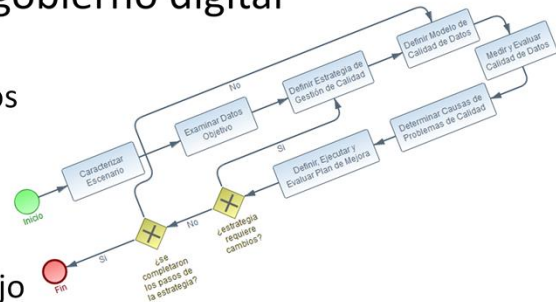 gobierno digital
os
jo
Inicio
Caracterizar
Escenario
Examinar Datos
Objetivo
Definir Estrategia de
Gestión de Calidad
Definir Modelo de
Calidad de Datos
Medir y Evaluar
Calidad de Datos
Determinar Causas de
Problemas de Calidad
Definir, Ejecutar y
Evaluar Plan de Mejora
¿estrategia
requiere
cambios?
Si
No
¿se
completaron
los pasos de
la estrategia?
No
Si
Fin